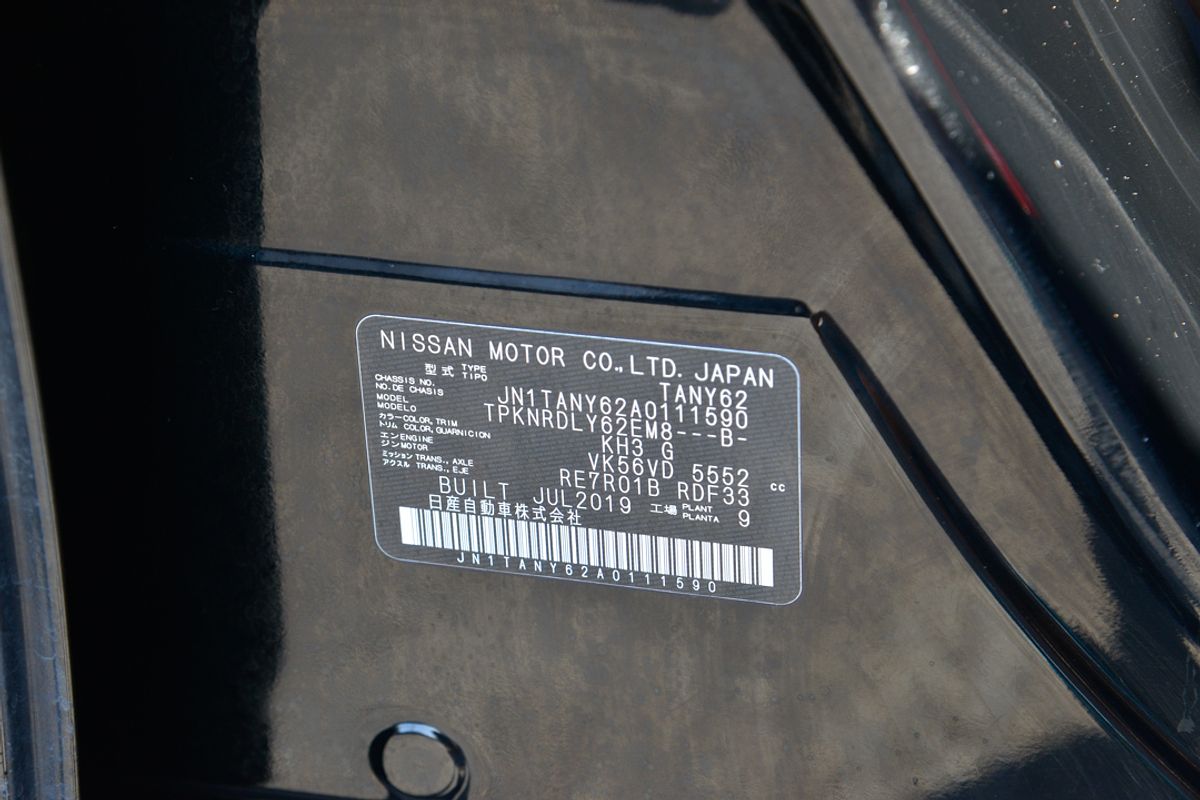 NISSAN MOTOR CO.,LTD. JAPAN
型式 TYPE TIPO TANY62
CHASSIS NO. NO. DE CHASIS JN1TANY62A0111590
MODEL MODELO TPKNRDLY62EM8---B-
カラー COLOR, TRIM トリム COLOR, GUARNICION KH3 G
エンジン ENGINE MOTOR VK56VD 5552 cc
ミッション TRANS., AXLE アクスル TRANS., EJE RE7R01B RDF33
BUILT JUL2019 工場 PLANT PLANTA 9
日産自動車株式会社
JN1TANY62A0111590